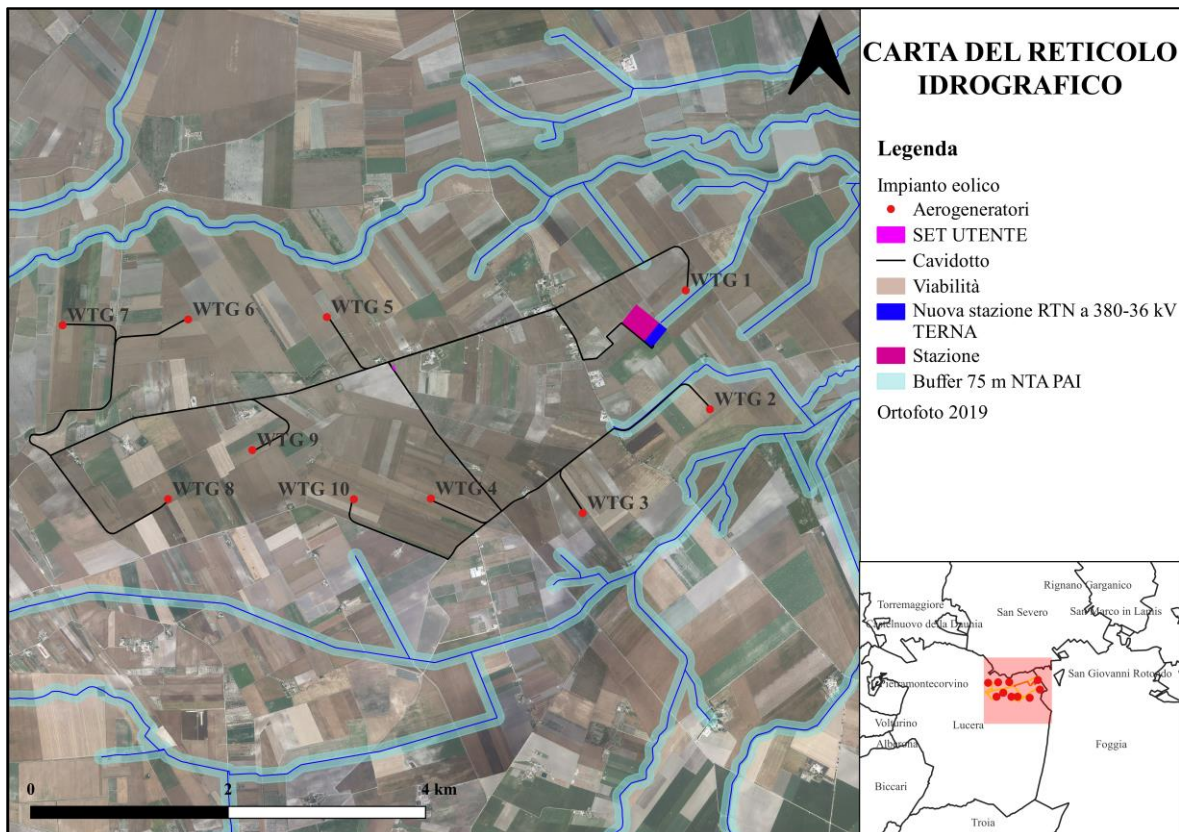 CARTA DEL RETICOLO
IDROGRAFICO
Legenda
Impianto eolico
Aerogeneratori
SET UTENTE
Cavidotto
Viabilità
Nuova stazione RTN a 380-36 kV
TERNA
Stazione
Buffer 75 m NTA PAI
Ortofoto 2019
WTG 1
WTG 7
WTG 6
WTG 5
WTG 2
WTG 9
WTG 8
WTG 10
WTG 4
WTG 3
0
2
4 km
Rignano Garganico
Torremaggiore
San Severo
San Marco in Lamis
Castelnuovo della Daunia
San Giovanni Rotondo
Pietramontecorvino
Volturino
Lucera
Alberona
Foggia
Biccari
Troia